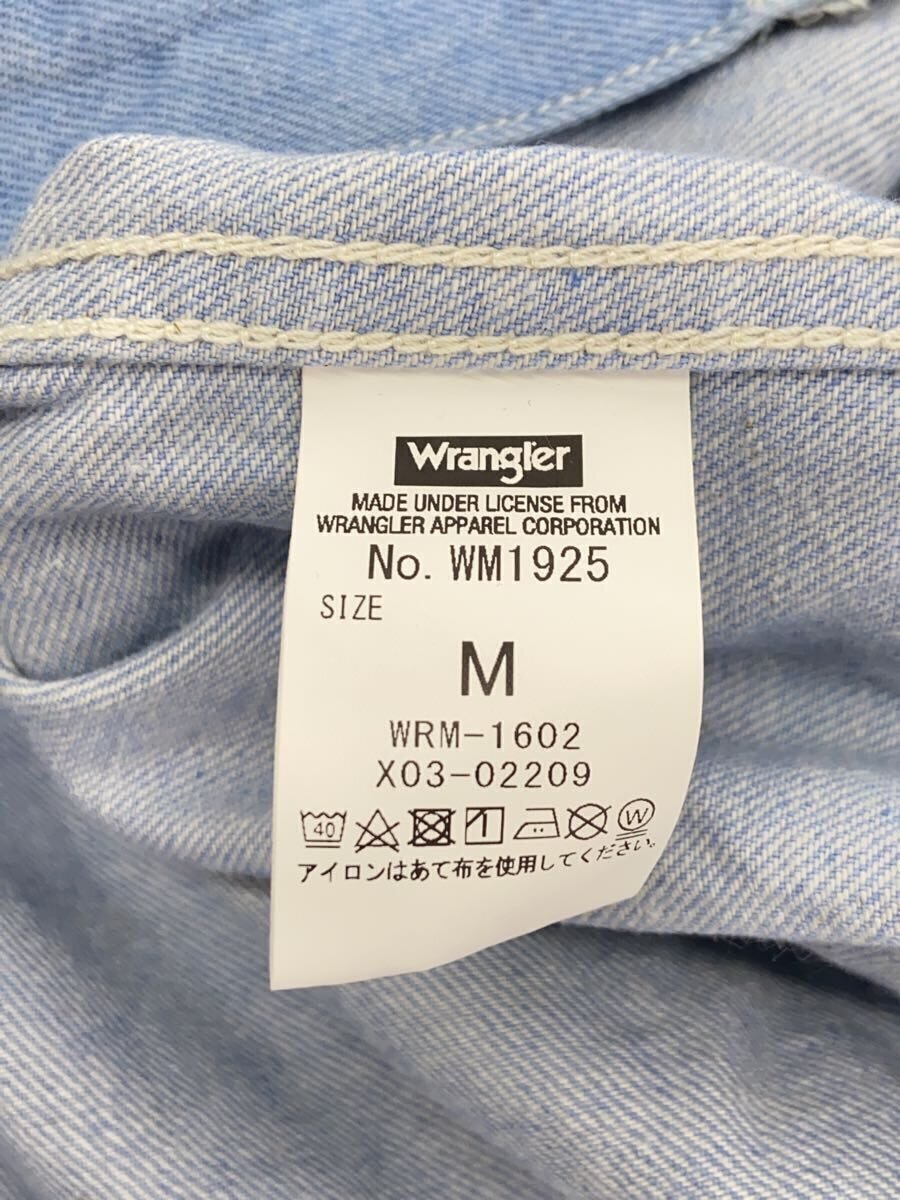 Wrangler
MADE UNDER LICENSE FROM
WRANGLER APPAREL CORPORATION
No. WM1925
SIZE
M
WRM-1602
X03-02209
40 W
アイロンはあて布を使用してください。